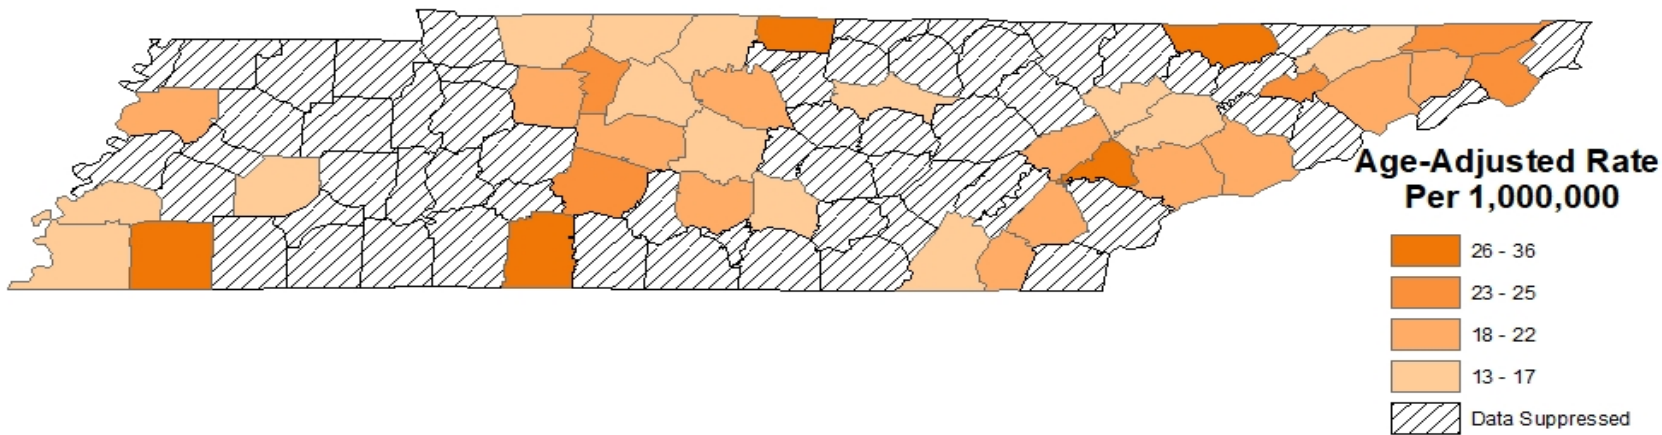 Age-Adjusted Rate
Per 1,000,000
26 - 36
23 - 25
18 - 22
13 - 17
Data Suppressed